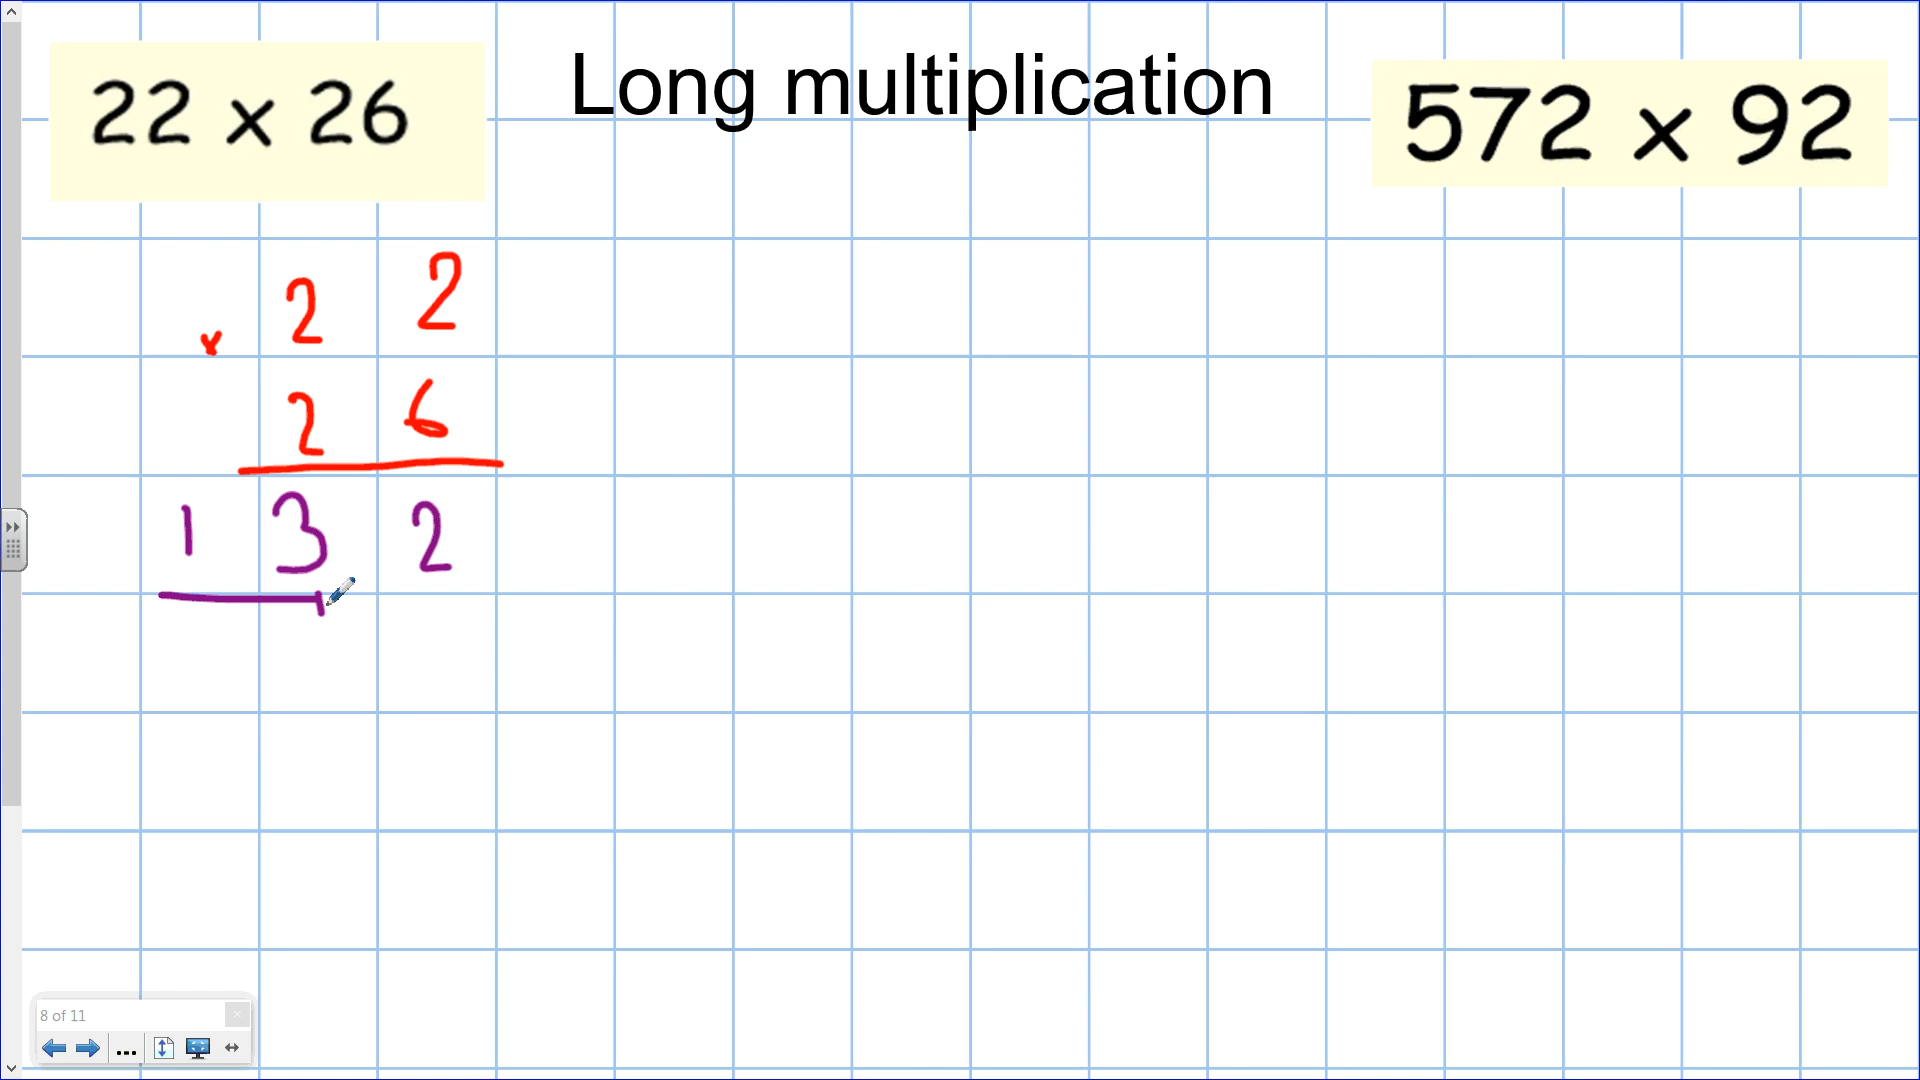 Long multiplication
22 x 26
572 x 92
2 2
x
2 6
1 3 2
8 of 11
...